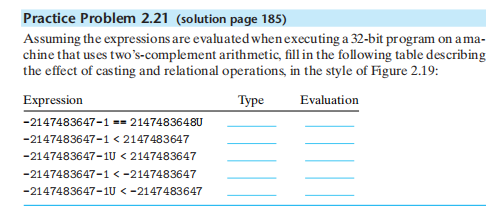 Practice Problem 2.21 (solution page 185)
Assuming the expressions are evaluated when executing a 32-bit program on a ma-
chine that uses two's-complement arithmetic, fill in the following table describing
the effect of casting and relational operations, in the style of Figure 2.19:
Expression Type Evaluation
-2147483647-1 == 2147483648U
-2147483647-1 < 2147483647
-2147483647-1U < 2147483647
-2147483647-1 < -2147483647
-2147483647-1U < -2147483647